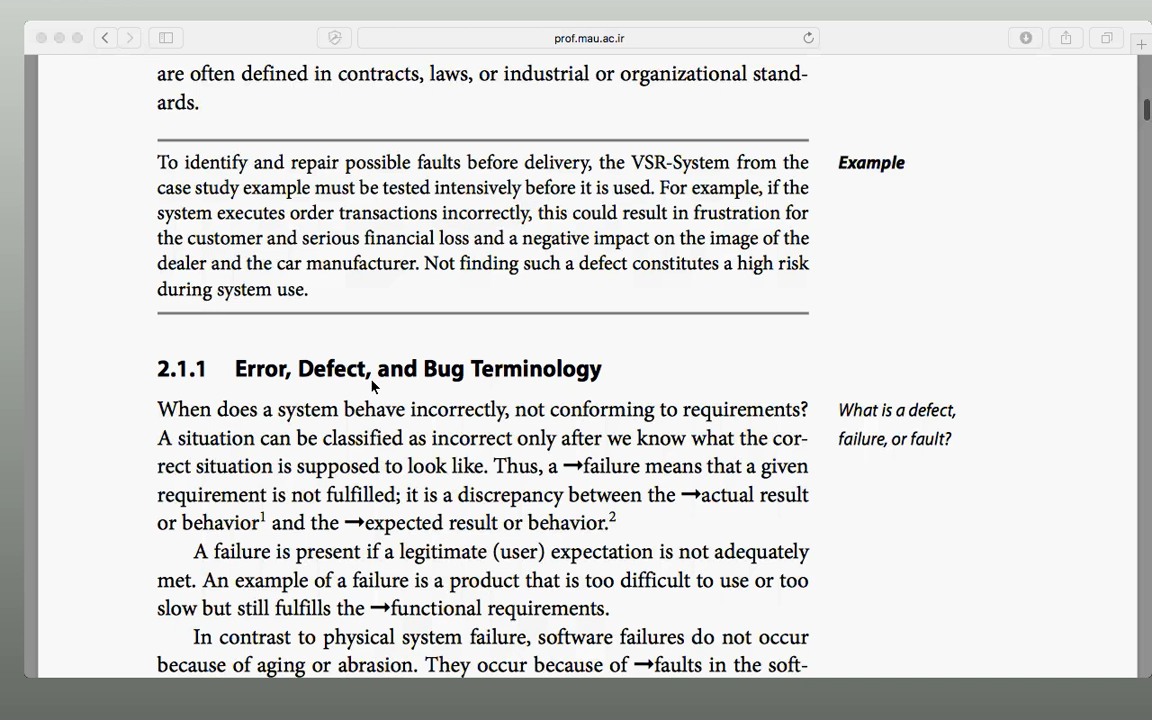 prof.mau.ac.ir
are often defined in contracts, laws, or industrial or organizational stand-
ards.
To identify and repair possible faults before delivery, the VSR-System from the
case study example must be tested intensively before it is used. For example, if the
system executes order transactions incorrectly, this could result in frustration for
the customer and serious financial loss and a negative impact on the image of the
dealer and the car manufacturer. Not finding such a defect constitutes a high risk
during system use.
Example
2.1.1 Error, Defect, and Bug Terminology
When does a system behave incorrectly, not conforming to requirements?
A situation can be classified as incorrect only after we know what the cor-
rect situation is supposed to look like. Thus, a →failure means that a given
requirement is not fulfilled; it is a discrepancy between the →actual result
or behavior¹ and the →expected result or behavior.²
What is a defect,
failure, or fault?
A failure is present if a legitimate (user) expectation is not adequately
met. An example of a failure is a product that is too difficult to use or too
slow but still fulfills the →functional requirements.
In contrast to physical system failure, software failures do not occur
because of aging or abrasion. They occur because of →faults in the soft-